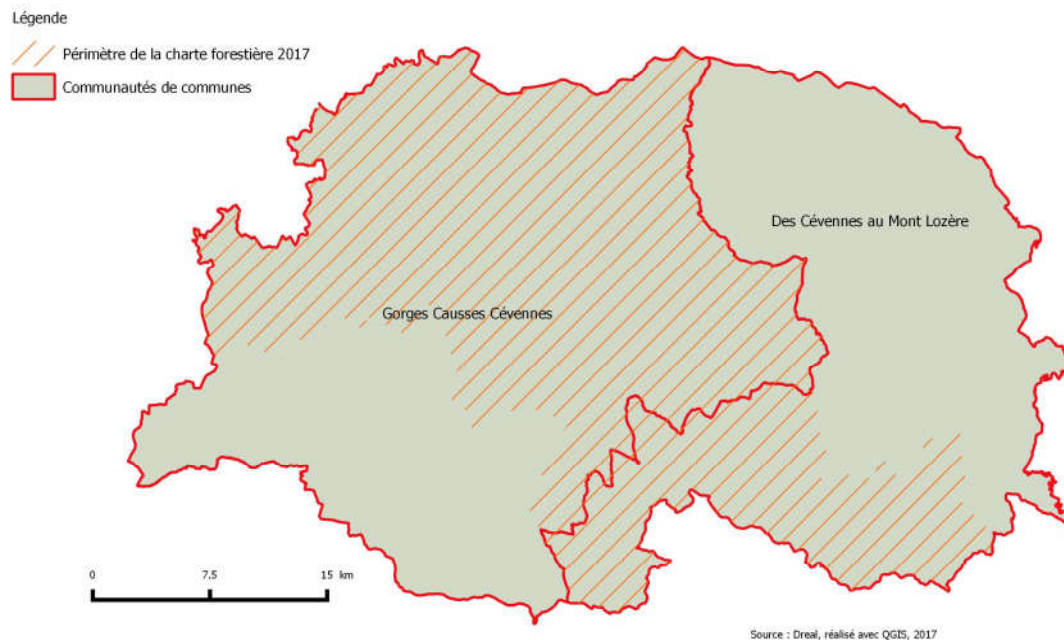 Légende
Périmètre de la charte forestière 2017
Communautés de communes
Des Cévennes au Mont Lozère
Gorges Causses Cévennes
0 7.5 15 km
Source : Dreal, réalisé avec QGIS, 2017